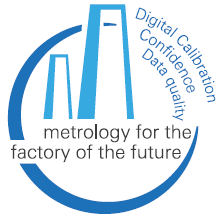 Digital Calibration
Confidence
Data quality
metrology for the
factory of the future